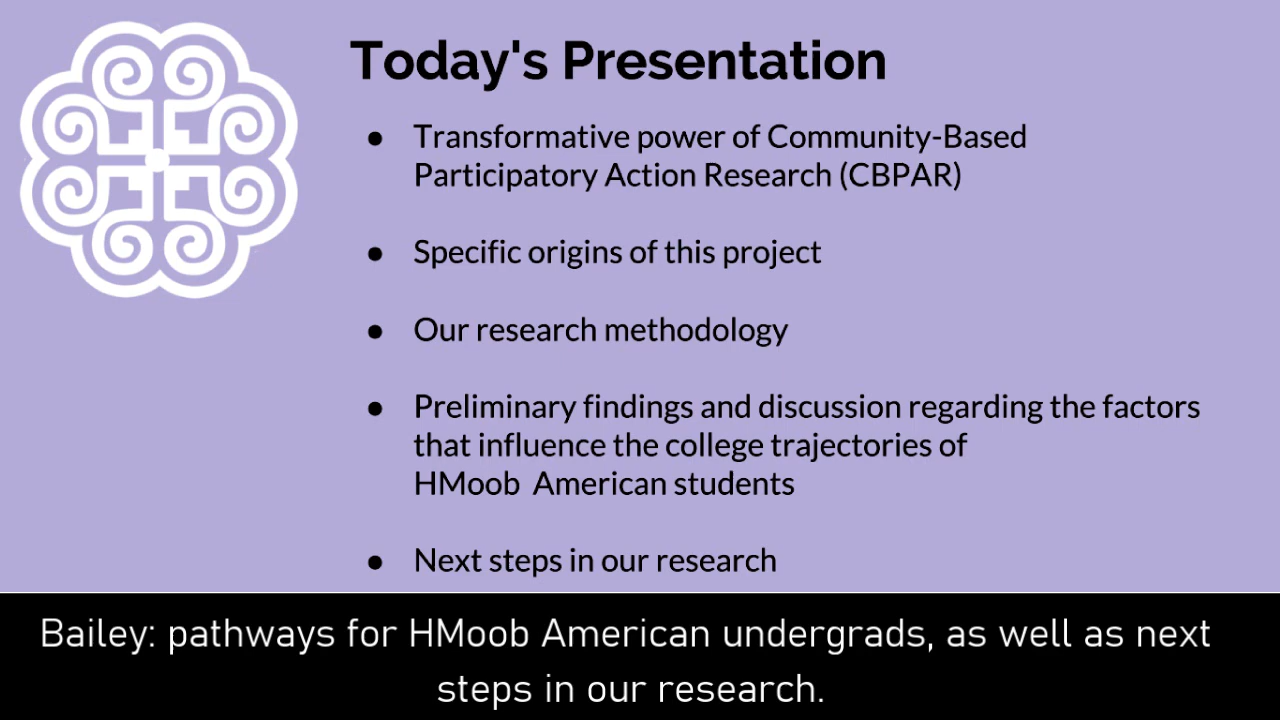 Today's Presentation
● Transformative power of Community-Based
Participatory Action Research (CBPAR)
● Specific origins of this project
● Our research methodology
● Preliminary findings and discussion regarding the factors
that influence the college trajectories of
HMoob  American students
● Next steps in our research
Bailey: pathways for HMoob American undergrads, as well as next
steps in our research.